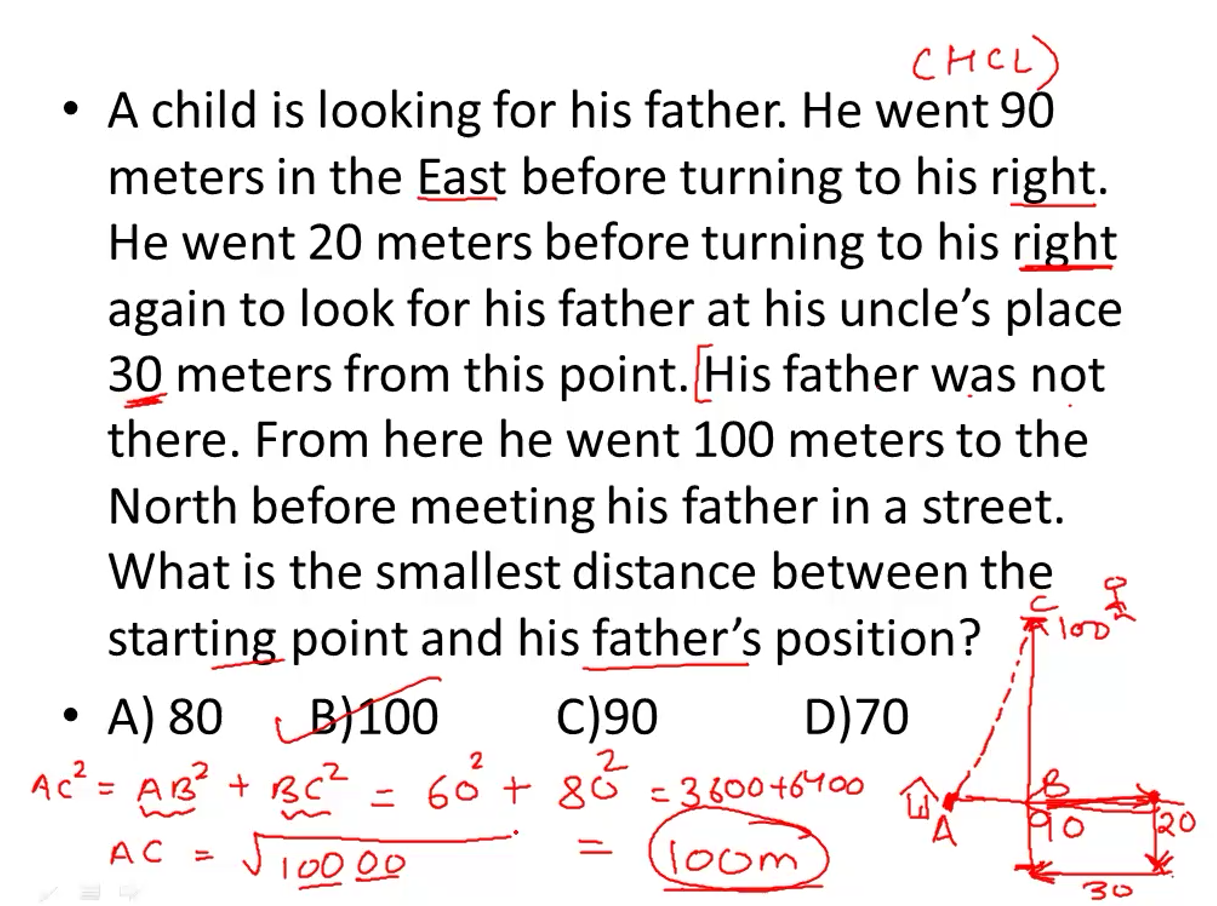 (HCL)
• A child is looking for his father. He went 90
meters in the East before turning to his right.
He went 20 meters before turning to his right
again to look for his father at his uncle's place
30 meters from this point. [His father was not
there. From here he went 100 meters to the
North before meeting his father in a street.
What is the smallest distance between the
starting point and his father's position?
C
100
• A) 80 B)100 C)90 D)70
AC² = AB² + BC² = 60² + 80² = 3600+6400
B
A
90
20
AC = √10000 = 100m
30